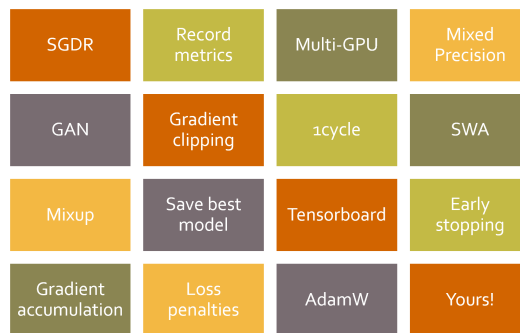 SGDR
Record
metrics
Multi-GPU
Mixed
Precision
GAN
Gradient
clipping
1cycle
SWA
Mixup
Save best
model
Tensorboard
Early
stopping
Gradient
accumulation
Loss
penalties
AdamW
Yours!